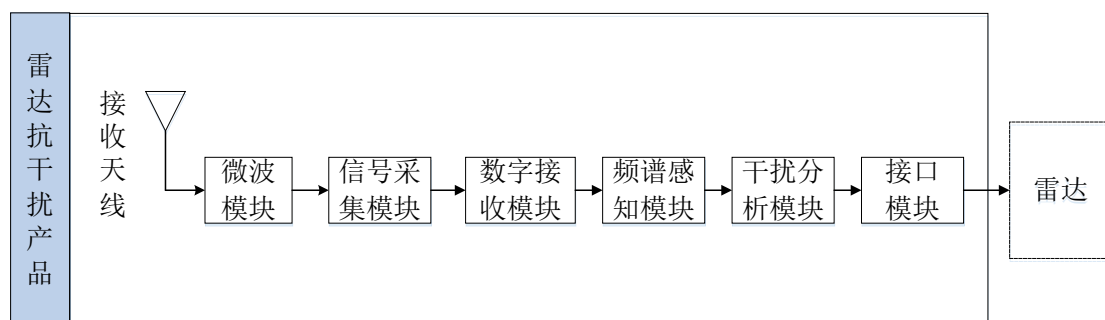 雷达抗干扰产品
接收天线
微波
模块
信号采
集模块
数字接
收模块
频谱感
知模块
干扰分
析模块
接口
模块
雷达